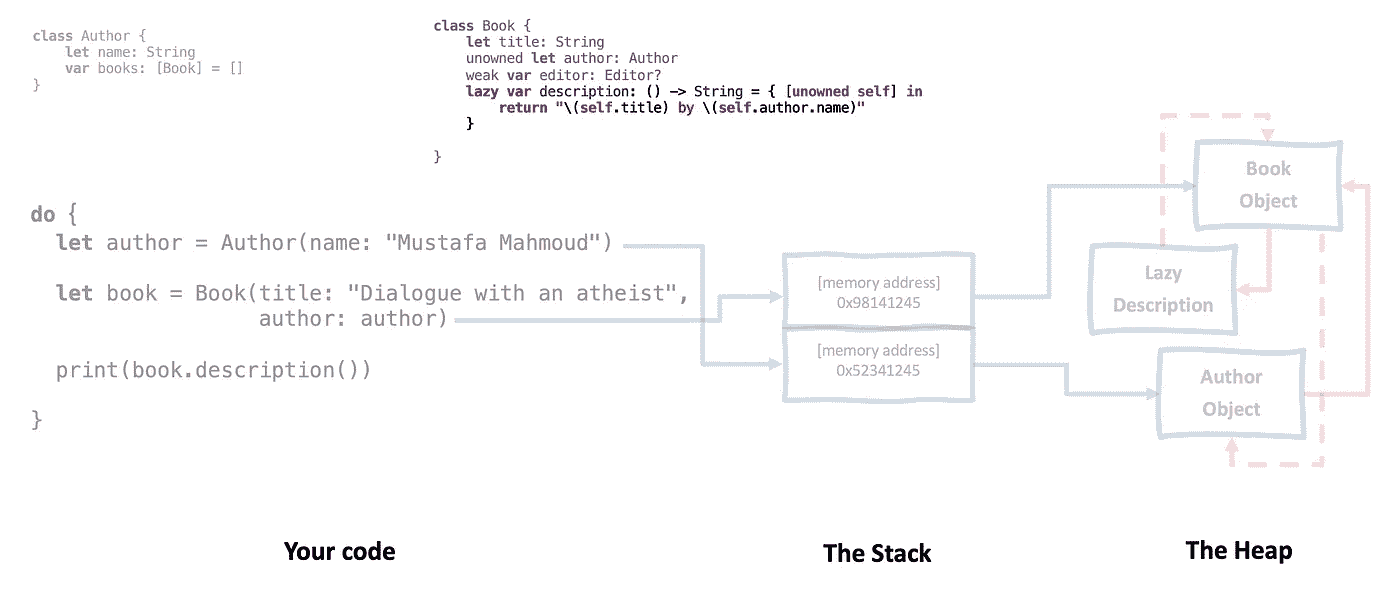 class Author {
    let name: String
    var books: [Book] = []
}
class Book {
    let title: String
    unowned let author: Author
    weak var editor: Editor?
    lazy var description: () -> String = { [unowned self] in
        return "\(self.title) by \(self.author.name)"
    }
}
do {
  let author = Author(name: "Mustafa Mahmoud")
  let book = Book(title: "Dialogue with an atheist",
                  author: author)
  print(book.description())
}
[memory address]
0x98141245
[memory address]
0x52341245
Book
Object
Lazy
Description
Author
Object
Your code
The Stack
The Heap